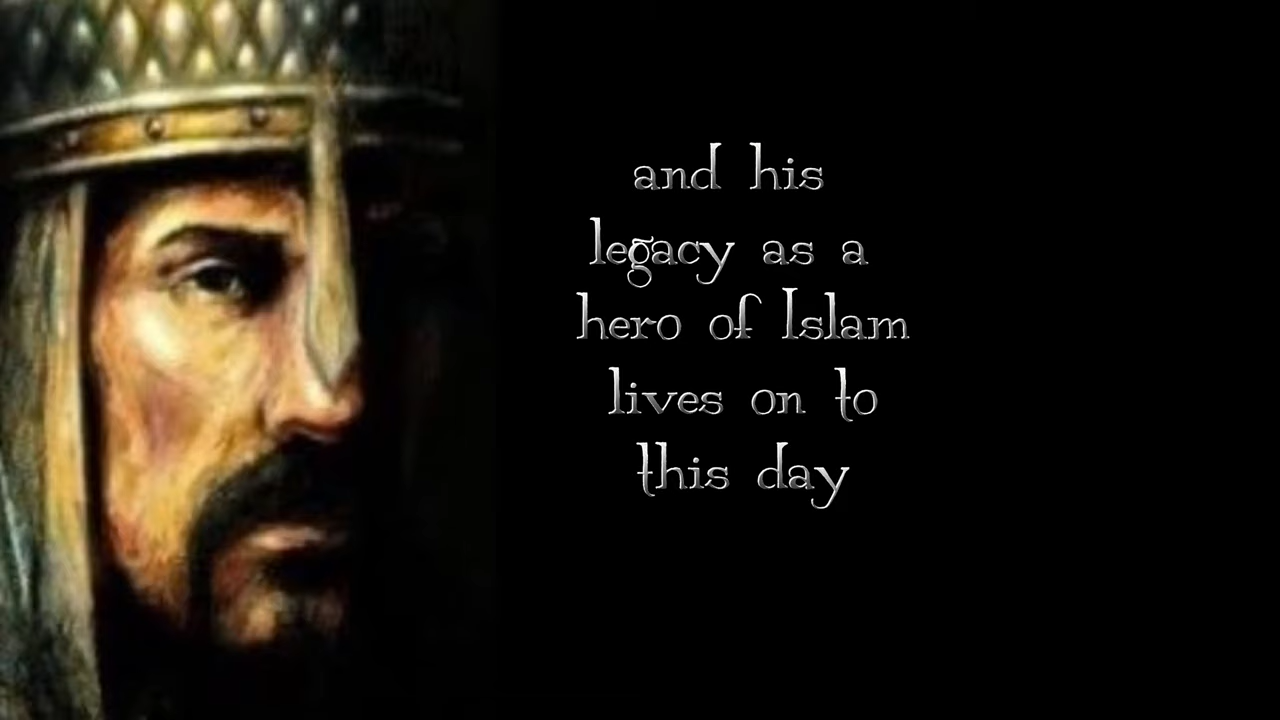 and his
legacy as a
hero of Islam
lives on to
this day